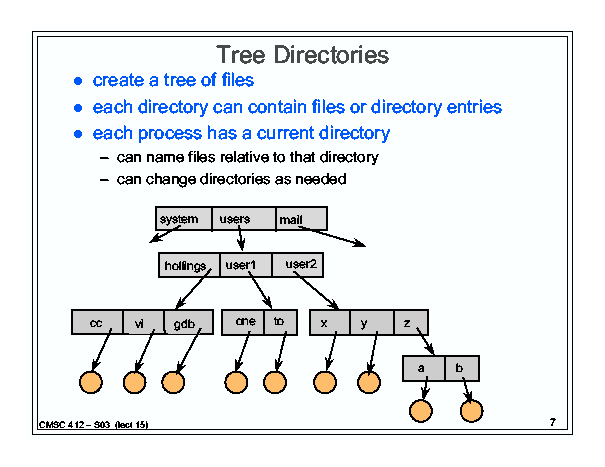 Tree Directories
create a tree of files
each directory can contain files or directory entries
each process has a current directory
– can name files relative to that directory
– can change directories as needed
system users mail
hollings user1 user2
cc vi gdb one to x y z
a b
CMSC 412 – S03 (lect 15)
7